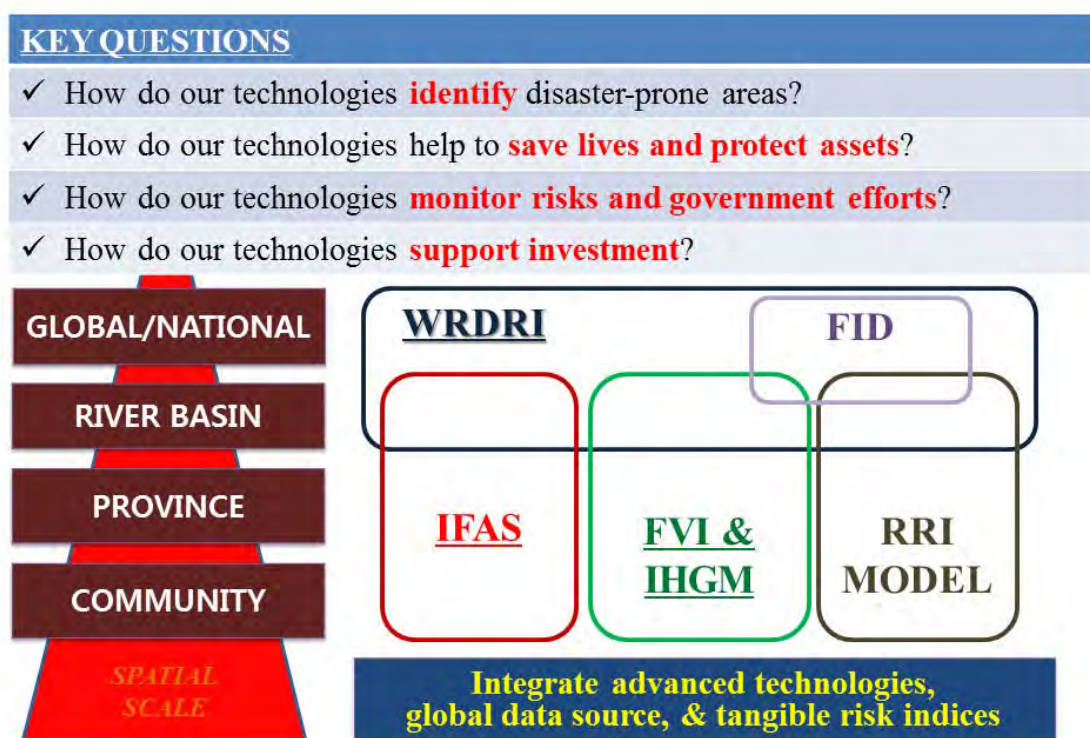 KEY QUESTIONS
✓ How do our technologies identify disaster-prone areas?
✓ How do our technologies help to save lives and protect assets?
✓ How do our technologies monitor risks and government efforts?
✓ How do our technologies support investment?
GLOBAL/NATIONAL
RIVER BASIN
PROVINCE
COMMUNITY
SPATIAL
SCALE
WRDRI
FID
IFAS
FVI &
IHGM
RRI
MODEL
Integrate advanced technologies,
global data source, & tangible risk indices